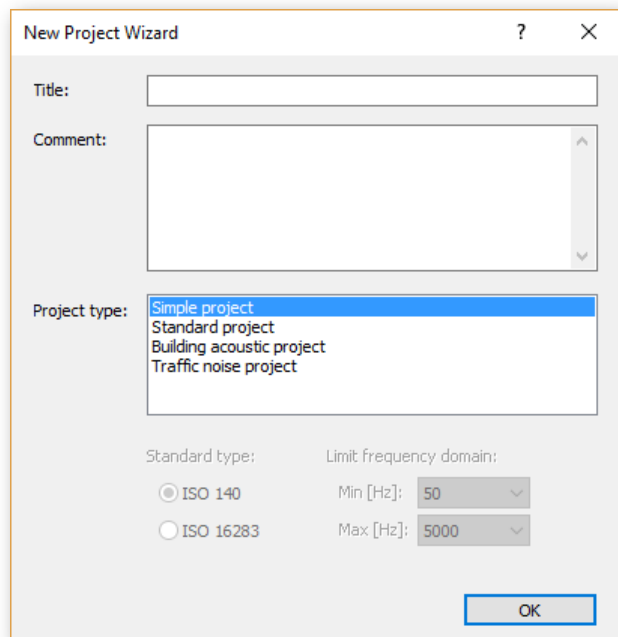 New Project Wizard ?
Title:
Comment:
Project type:
Simple project
Standard project
Building acoustic project
Traffic noise project
Standard type: Limit frequency domain:
ISO 140 Min [Hz]: 50
ISO 16283 Max [Hz]: 5000
OK